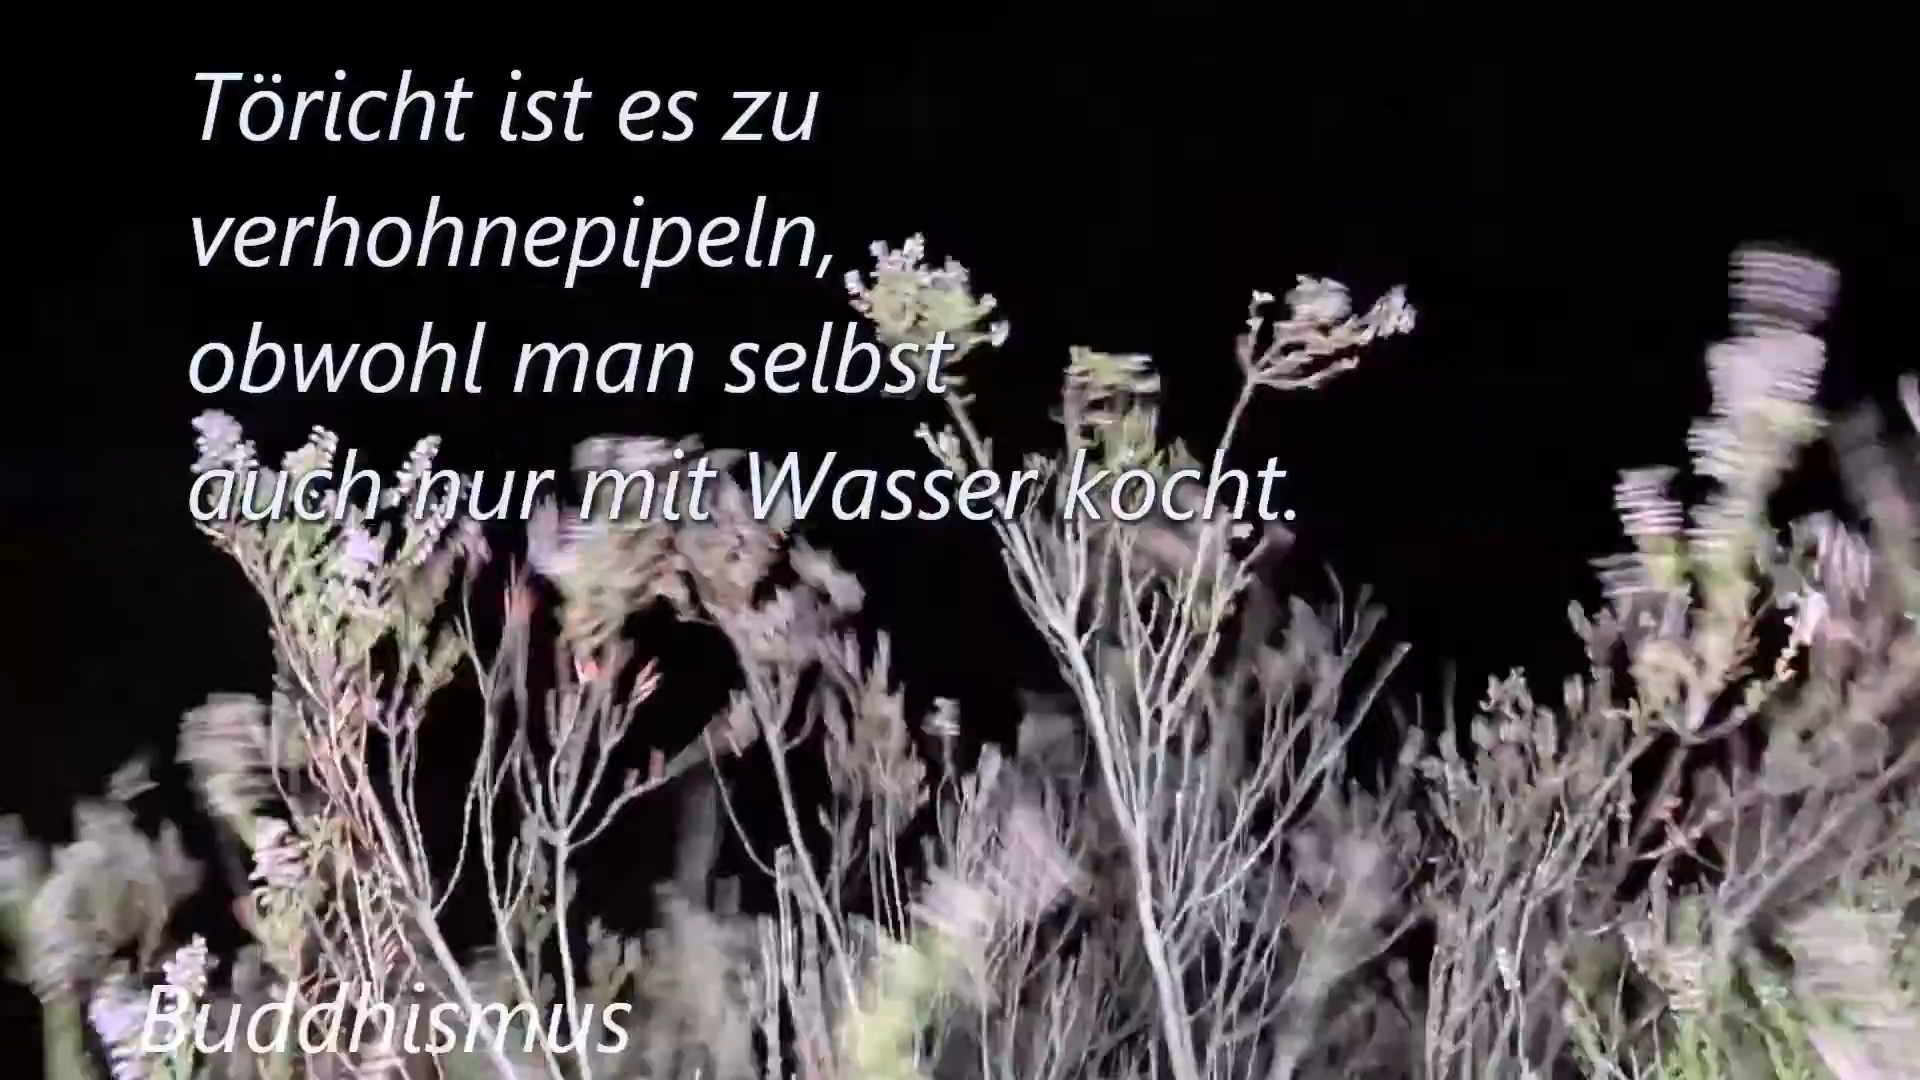 Töricht ist es zu
verhohnepipeln,
obwohl man selbst
auch nur mit Wasser kocht.
Buddhismus